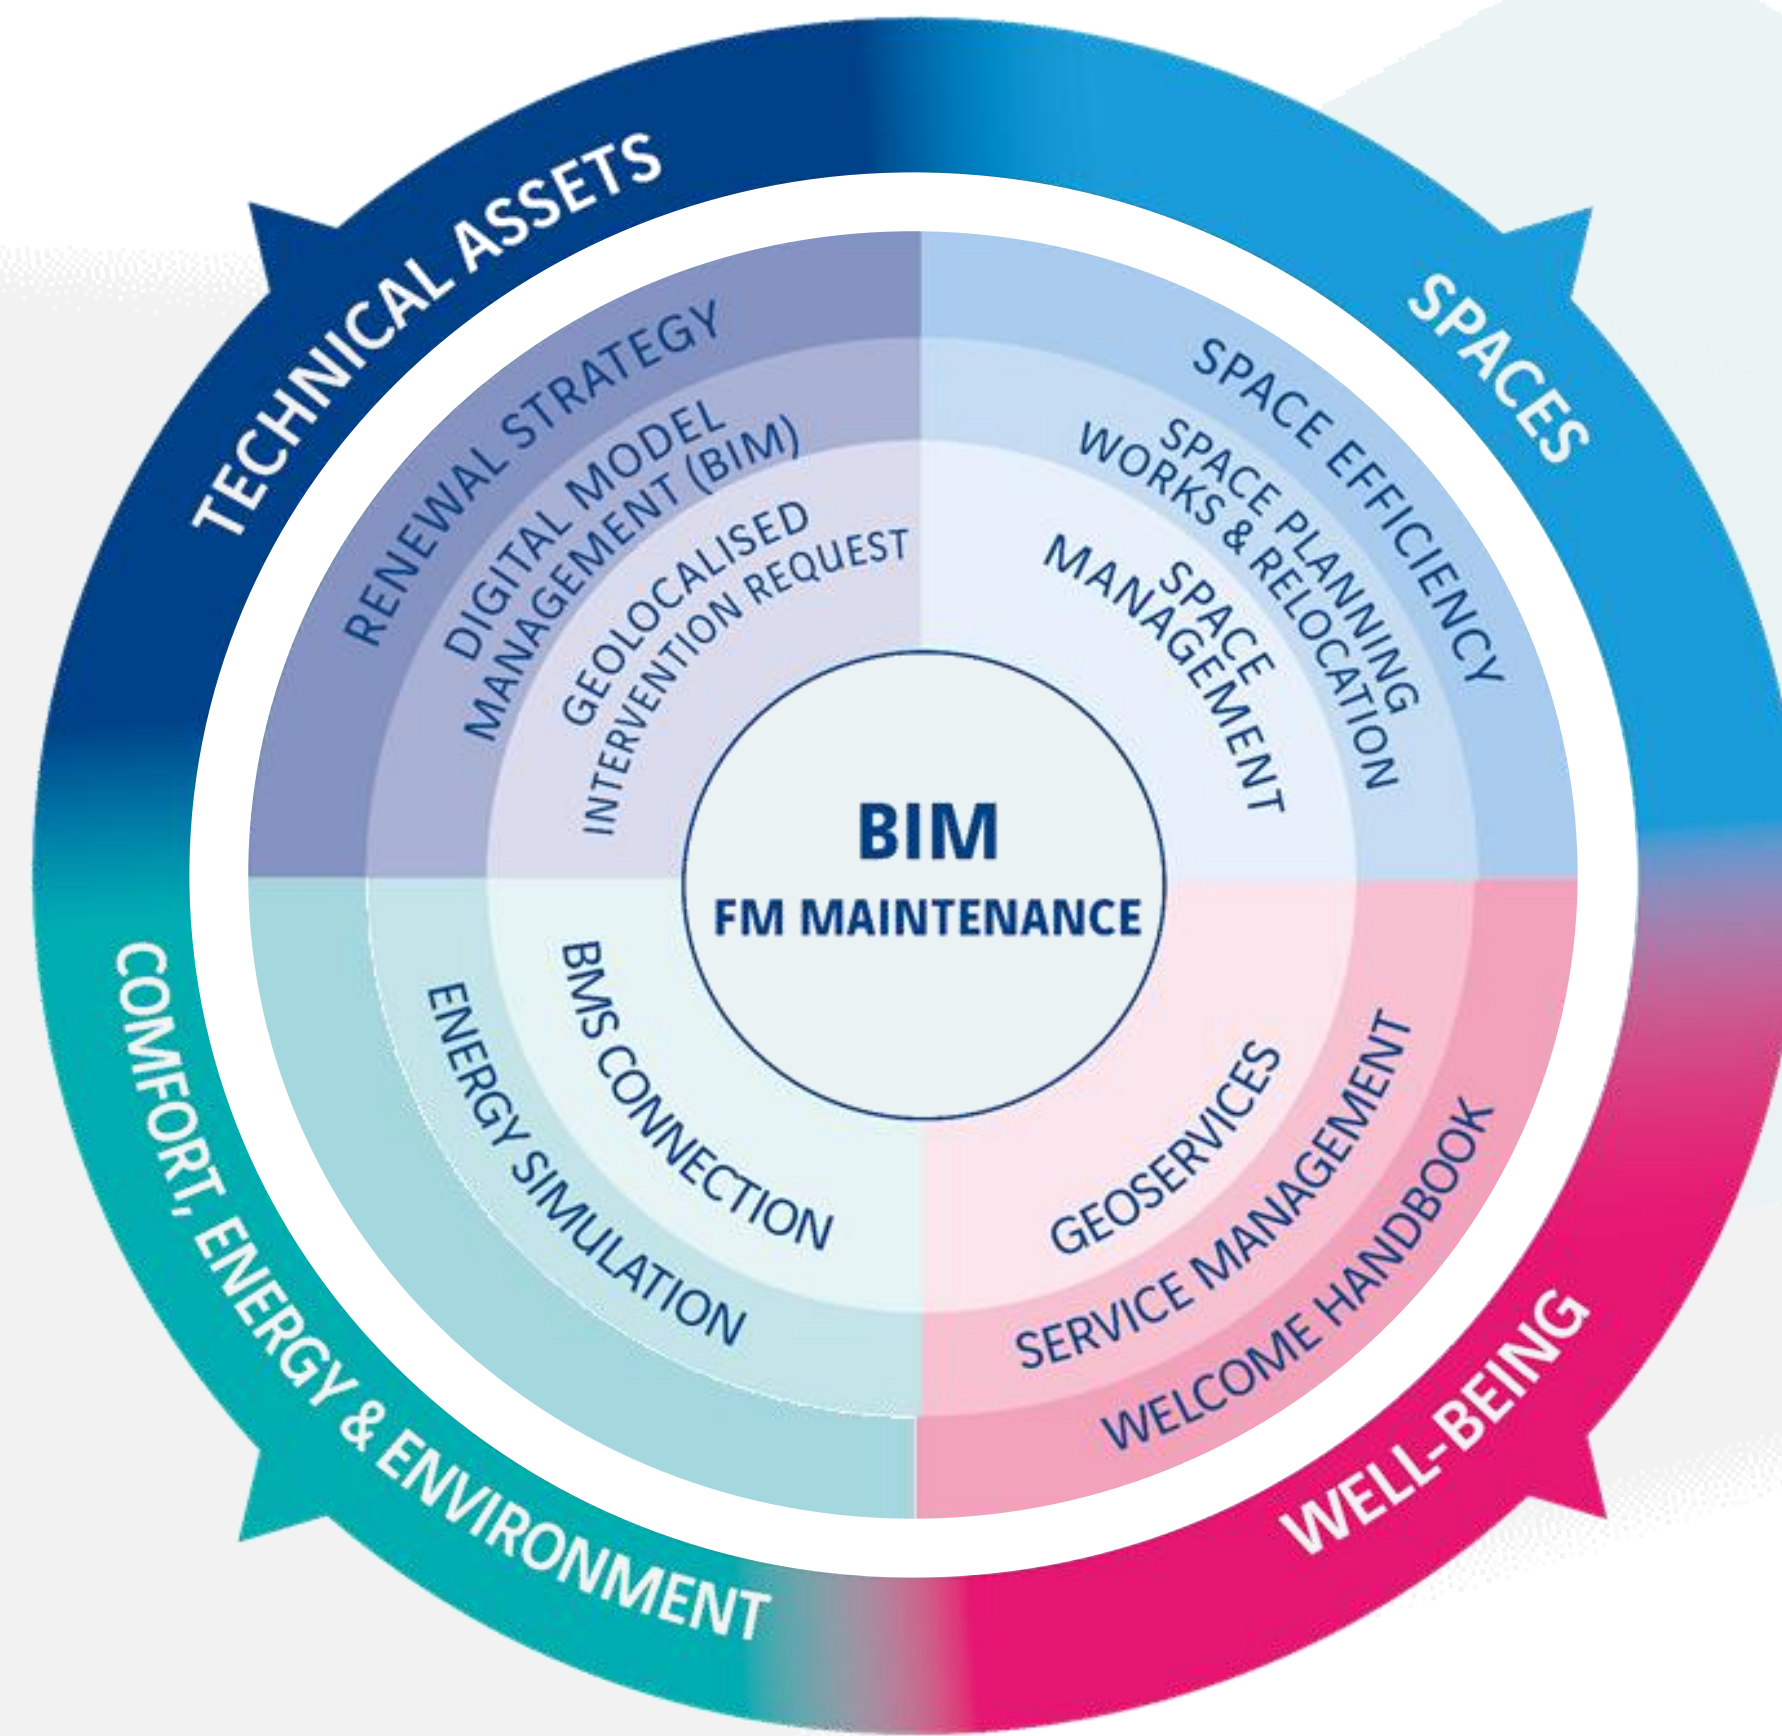 TECHNICAL ASSETS
SPACES
RENEWAL STRATEGY
DIGITAL MODEL
MANAGEMENT (BIM)
GEOLOCALISED
INTERVENTION REQUEST
SPACE EFFICIENCY
SPACE PLANNING
WORKS & RELOCATION
SPACE
MANAGEMENT
BIM
FM MAINTENANCE
BMS CONNECTION
ENERGY SIMULATION
COMFORT, ENERGY & ENVIRONMENT
GEOSERVICES
SERVICE MANAGEMENT
WELCOME HANDBOOK
WELL-BEING